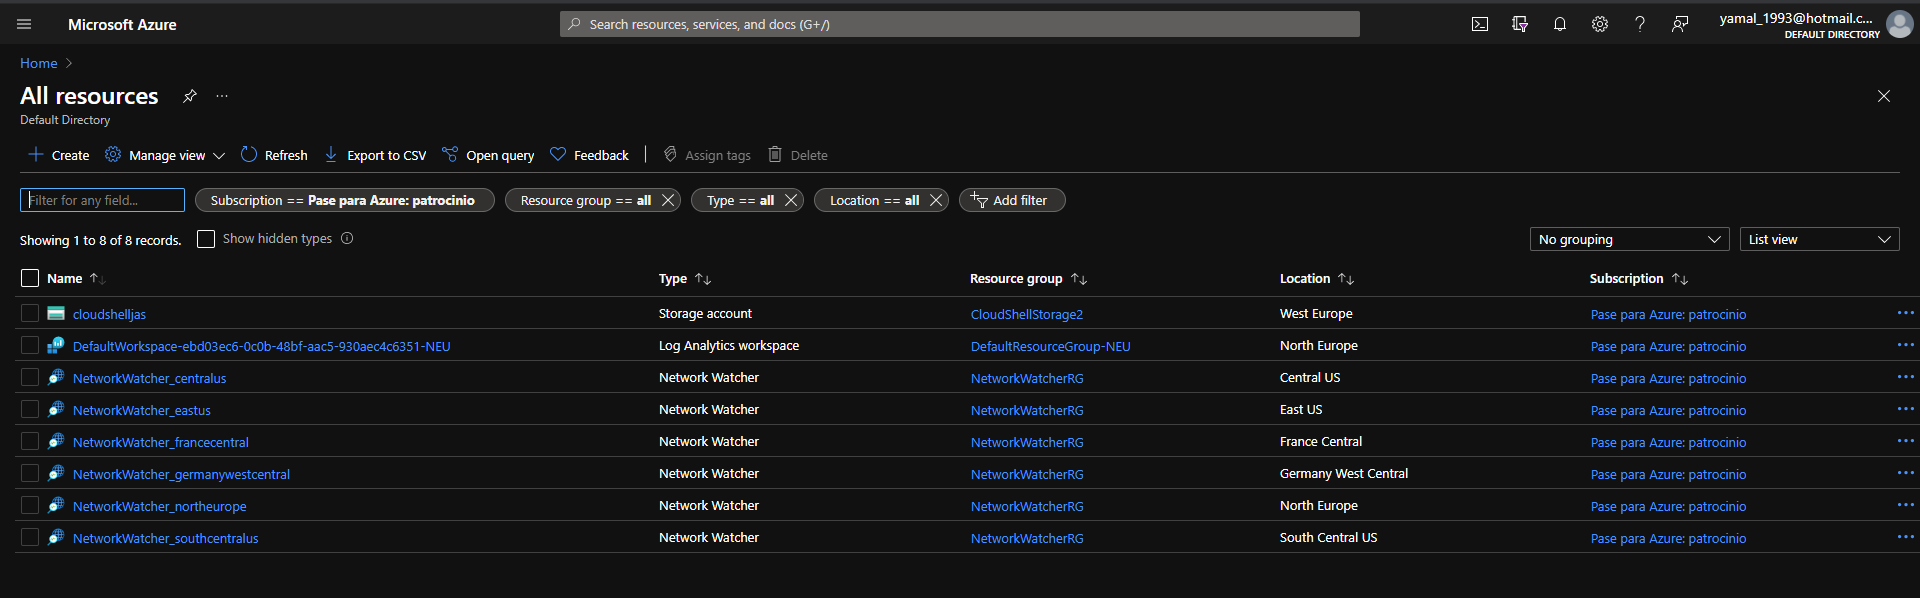 Microsoft Azure
Search resources, services, and docs (G+/)
yamal_1993@hotmail.c...
DEFAULT DIRECTORY
Home
All resources
Default Directory
Create Manage view Refresh Export to CSV Open query Feedback Assign tags Delete
Filter for any field... Subscription == Pase para Azure: patrocinio Resource group == all Type == all Location == all Add filter
Showing 1 to 8 of 8 records. Show hidden types No grouping List view
Name Type Resource group Location Subscription
cloudshelljas Storage account CloudShellStorage2 West Europe Pase para Azure: patrocinio
DefaultWorkspace-ebd03ec6-0c0b-48bf-aac5-930aec4c6351-NEU Log Analytics workspace DefaultResourceGroup-NEU North Europe Pase para Azure: patrocinio
NetworkWatcher_centralus Network Watcher NetworkWatcherRG Central US Pase para Azure: patrocinio
NetworkWatcher_eastus Network Watcher NetworkWatcherRG East US Pase para Azure: patrocinio
NetworkWatcher_francecentral Network Watcher NetworkWatcherRG France Central Pase para Azure: patrocinio
NetworkWatcher_germanywestcentral Network Watcher NetworkWatcherRG Germany West Central Pase para Azure: patrocinio
NetworkWatcher_northeurope Network Watcher NetworkWatcherRG North Europe Pase para Azure: patrocinio
NetworkWatcher_southcentralus Network Watcher NetworkWatcherRG South Central US Pase para Azure: patrocinio